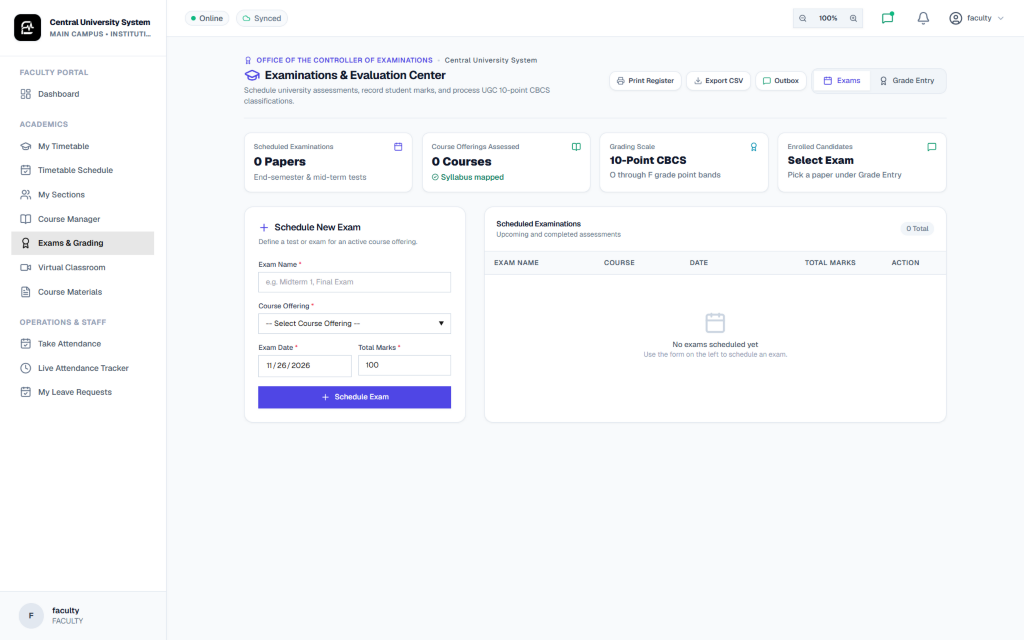 Central University System
MAIN CAMPUS • INSTITUTI...
Online
Synced
100%
faculty
FACULTY PORTAL
Dashboard
ACADEMICS
My Timetable
Timetable Schedule
My Sections
Course Manager
Exams & Grading
Virtual Classroom
Course Materials
OPERATIONS & STAFF
Take Attendance
Live Attendance Tracker
My Leave Requests
F
faculty
FACULTY
OFFICE OF THE CONTROLLER OF EXAMINATIONS • Central University System
Examinations & Evaluation Center
Schedule university assessments, record student marks, and process UGC 10-point CBCS
classifications.
Print Register
Export CSV
Outbox
Exams
Grade Entry
Scheduled Examinations
0 Papers
End-semester & mid-term tests
Course Offerings Assessed
0 Courses
Syllabus mapped
Grading Scale
10-Point CBCS
O through F grade point bands
Enrolled Candidates
Select Exam
Pick a paper under Grade Entry
Schedule New Exam
Define a test or exam for an active course offering.
Exam Name *
e.g. Midterm 1, Final Exam
Course Offering *
-- Select Course Offering --
Exam Date * Total Marks *
11/26/2026 100
+ Schedule Exam
Scheduled Examinations
Upcoming and completed assessments
0 Total
EXAM NAME COURSE DATE TOTAL MARKS ACTION
No exams scheduled yet
Use the form on the left to schedule an exam.